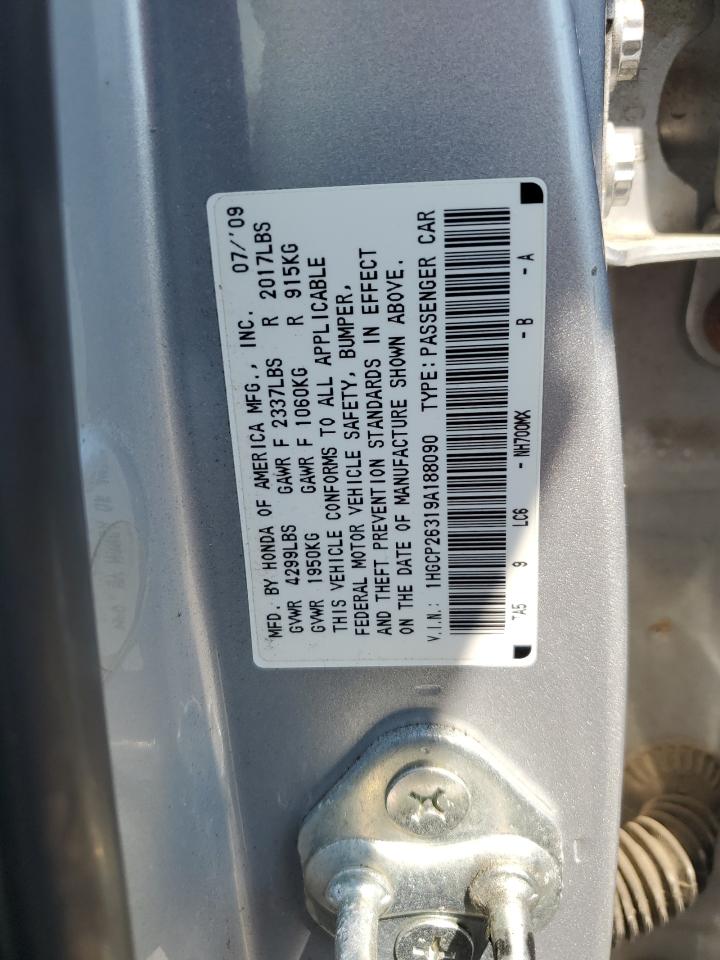 MFD. BY HONDA OF AMERICA MFG., INC. 07/'09
GVWR 4299LBS GAWR F 2337LBS R 2017LBS
GVWR 1950KG GAWR F 1060KG R 915KG
THIS VEHICLE CONFORMS TO ALL APPLICABLE
FEDERAL MOTOR VEHICLE SAFETY, BUMPER,
AND THEFT PREVENTION STANDARDS IN EFFECT
ON THE DATE OF MANUFACTURE SHOWN ABOVE.
V.I.N.: 1HGCP26319A188090 TYPE: PASSENGER CAR
TA5 9 LC6 - NH700MX - B - A